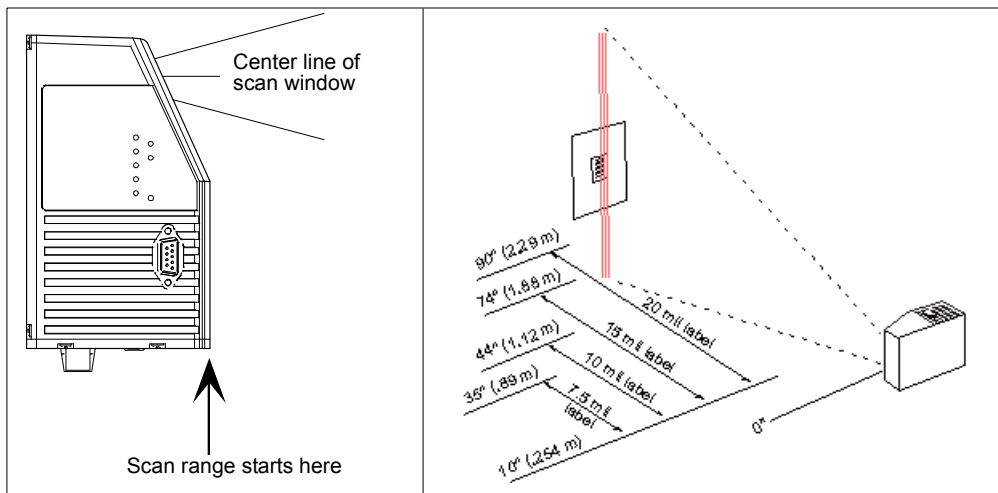 Center line of
scan window
Scan range starts here
90" (2.29 m)
74" (1.88 m)
44" (1.12 m)
35" (.89 m)
10" (.254 m)
20 mil label
15 mil label
10 mil label
7.5 mil
label
0"